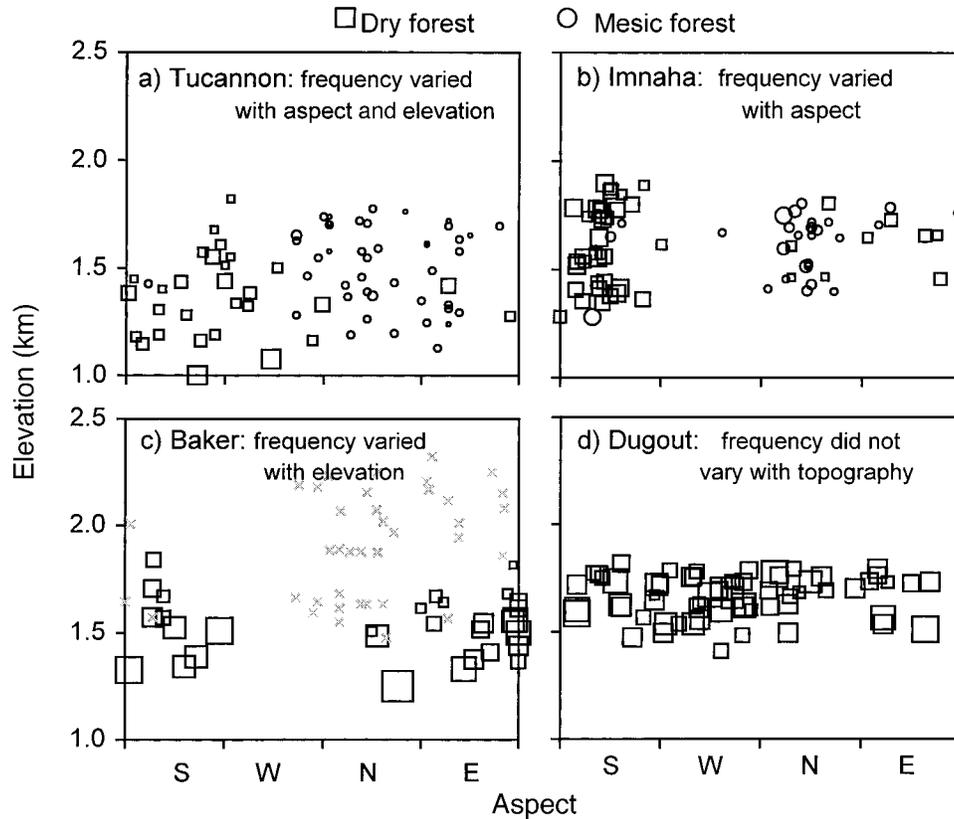 Dry forest Mesic forest
a) Tucannon: frequency varied
with aspect and elevation
b) Imnaha: frequency varied
with aspect
2.5
2.0
1.5
1.0
c) Baker: frequency varied
with elevation
d) Dugout: frequency did not
vary with topography
2.5
2.0
1.5
1.0
Elevation (km)
S W N E
S W N E
Aspect